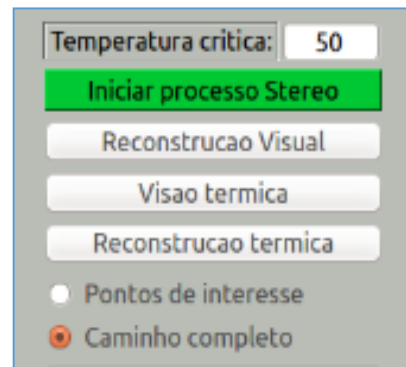 Temperatura critica: 50
Iniciar processo Stereo
Reconstrucao Visual
Visao termica
Reconstrucao termica
Pontos de interesse
Caminho completo